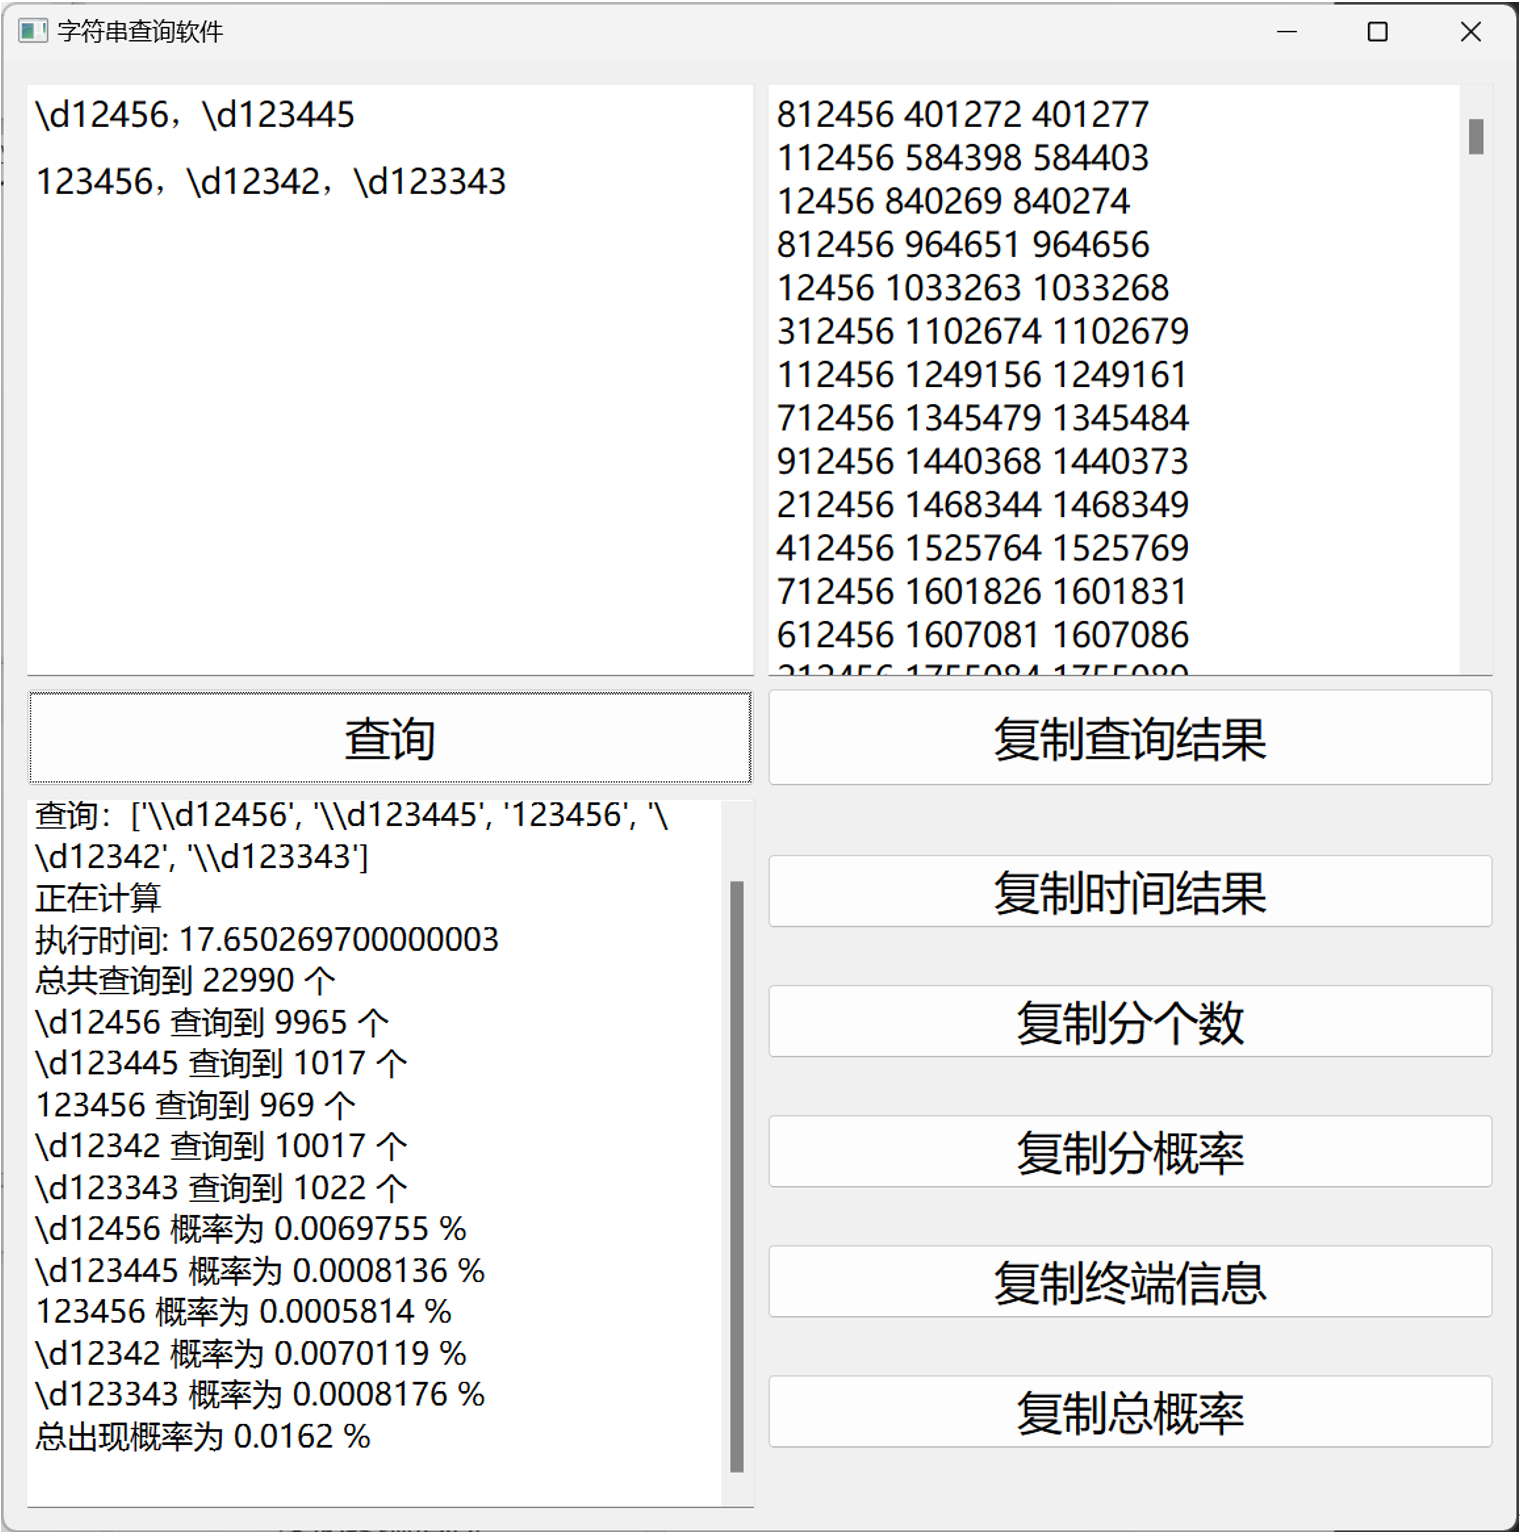 字符串查询软件
\d12456，\d123445
123456，\d12342，\d123343
812456 401272 401277
112456 584398 584403
12456 840269 840274
812456 964651 964656
12456 1033263 1033268
312456 1102674 1102679
112456 1249156 1249161
712456 1345479 1345484
912456 1440368 1440373
212456 1468344 1468349
412456 1525764 1525769
712456 1601826 1601831
612456 1607081 1607086
查询
复制查询结果
查询：['\\d12456', '\\d123445', '123456', '\
\d12342', '\\d123343']
正在计算
执行时间: 17.650269700000003
总共查询到 22990 个
\d12456 查询到 9965 个
\d123445 查询到 1017 个
123456 查询到 969 个
\d12342 查询到 10017 个
\d123343 查询到 1022 个
\d12456 概率为 0.0069755 %
\d123445 概率为 0.0008136 %
123456 概率为 0.0005814 %
\d12342 概率为 0.0070119 %
\d123343 概率为 0.0008176 %
总出现概率为 0.0162 %
复制时间结果
复制分个数
复制分概率
复制终端信息
复制总概率